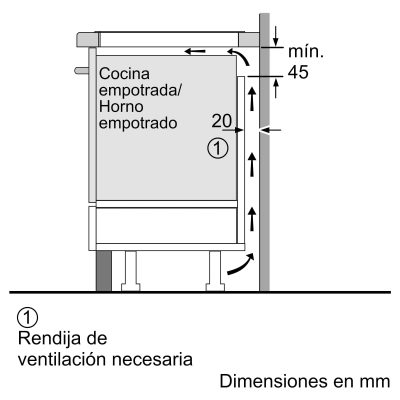 mín.
45
Cocina
empotrada/
Horno
empotrado
20
1
1
Rendija de
ventilación necesaria
Dimensiones en mm